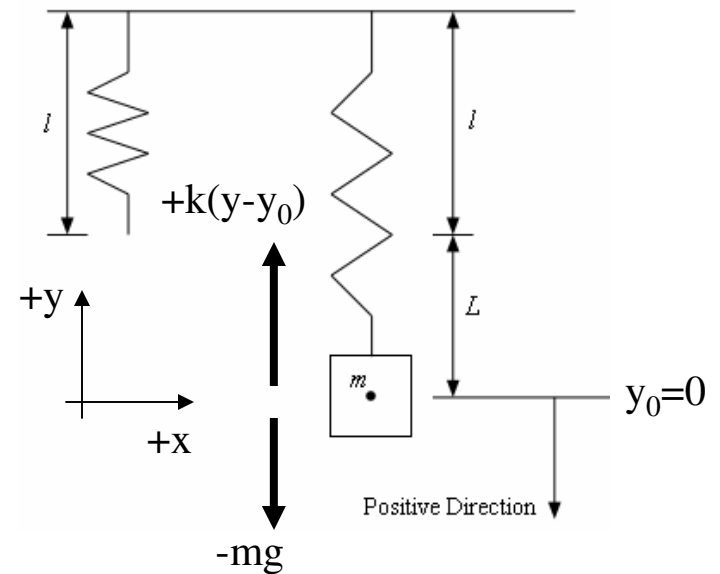 l
l
+k(y-y₀)
+y
L
m
y₀=0
+x
Positive Direction
-mg